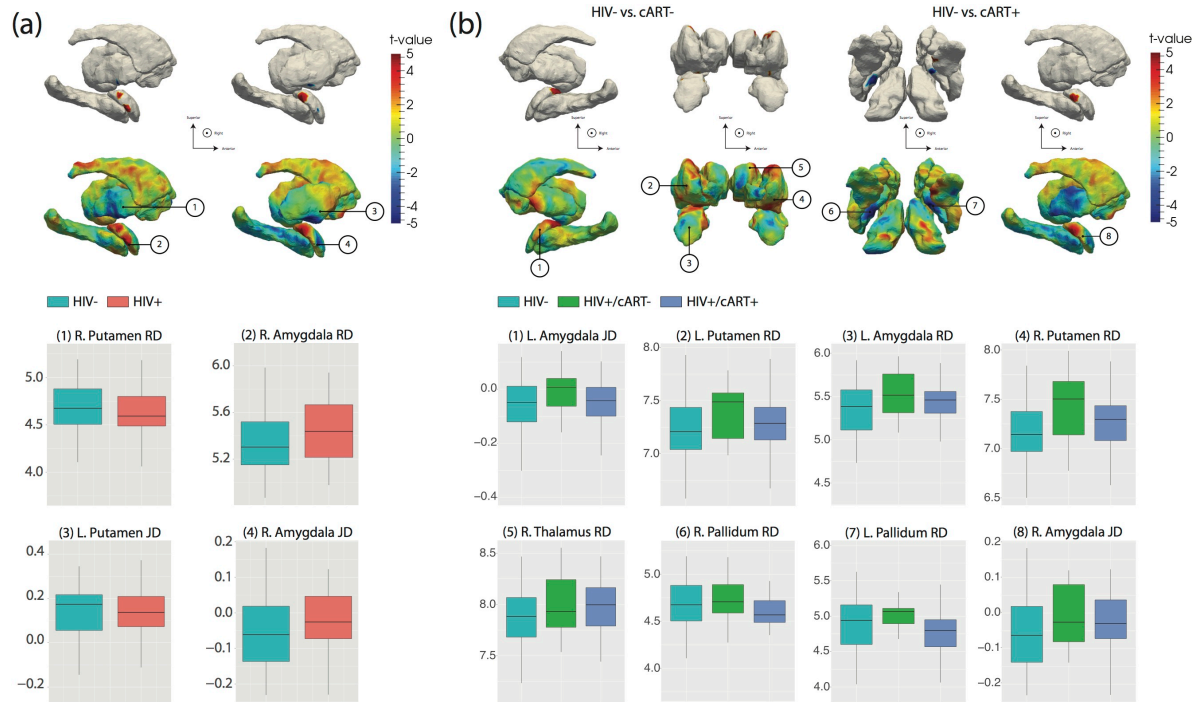 (a)
(b)
HIV- vs. cART-
HIV- vs. cART+
t-value
5
4
2
0
-2
-4
-5
t-value
5
4
2
0
-2
-4
-5
Superior
Right
Anterior
Superior
Right
Anterior
Superior
Right
Anterior
1
2
3
4
1
2
3
4
5
6
7
8
HIV- HIV+
HIV- HIV+/cART- HIV+/cART+
(1) R. Putamen RD
5.0
4.5
4.0
(2) R. Amygdala RD
6.0
5.6
5.2
(1) L. Amygdala JD
0.0
−0.2
−0.4
(2) L. Putamen RD
8.0
7.5
7.0
(3) L. Amygdala RD
6.0
5.5
5.0
4.5
(4) R. Putamen RD
8.0
7.5
7.0
6.5
(3) L. Putamen JD
0.4
0.2
0.0
−0.2
(4) R. Amygdala JD
0.2
0.1
0.0
−0.1
−0.2
(5) R. Thalamus RD
8.5
8.0
7.5
(6) R. Pallidum RD
5.0
4.5
4.0
(7) L. Pallidum RD
6.0
5.5
5.0
4.5
4.0
(8) R. Amygdala JD
0.2
0.1
0.0
−0.1
−0.2